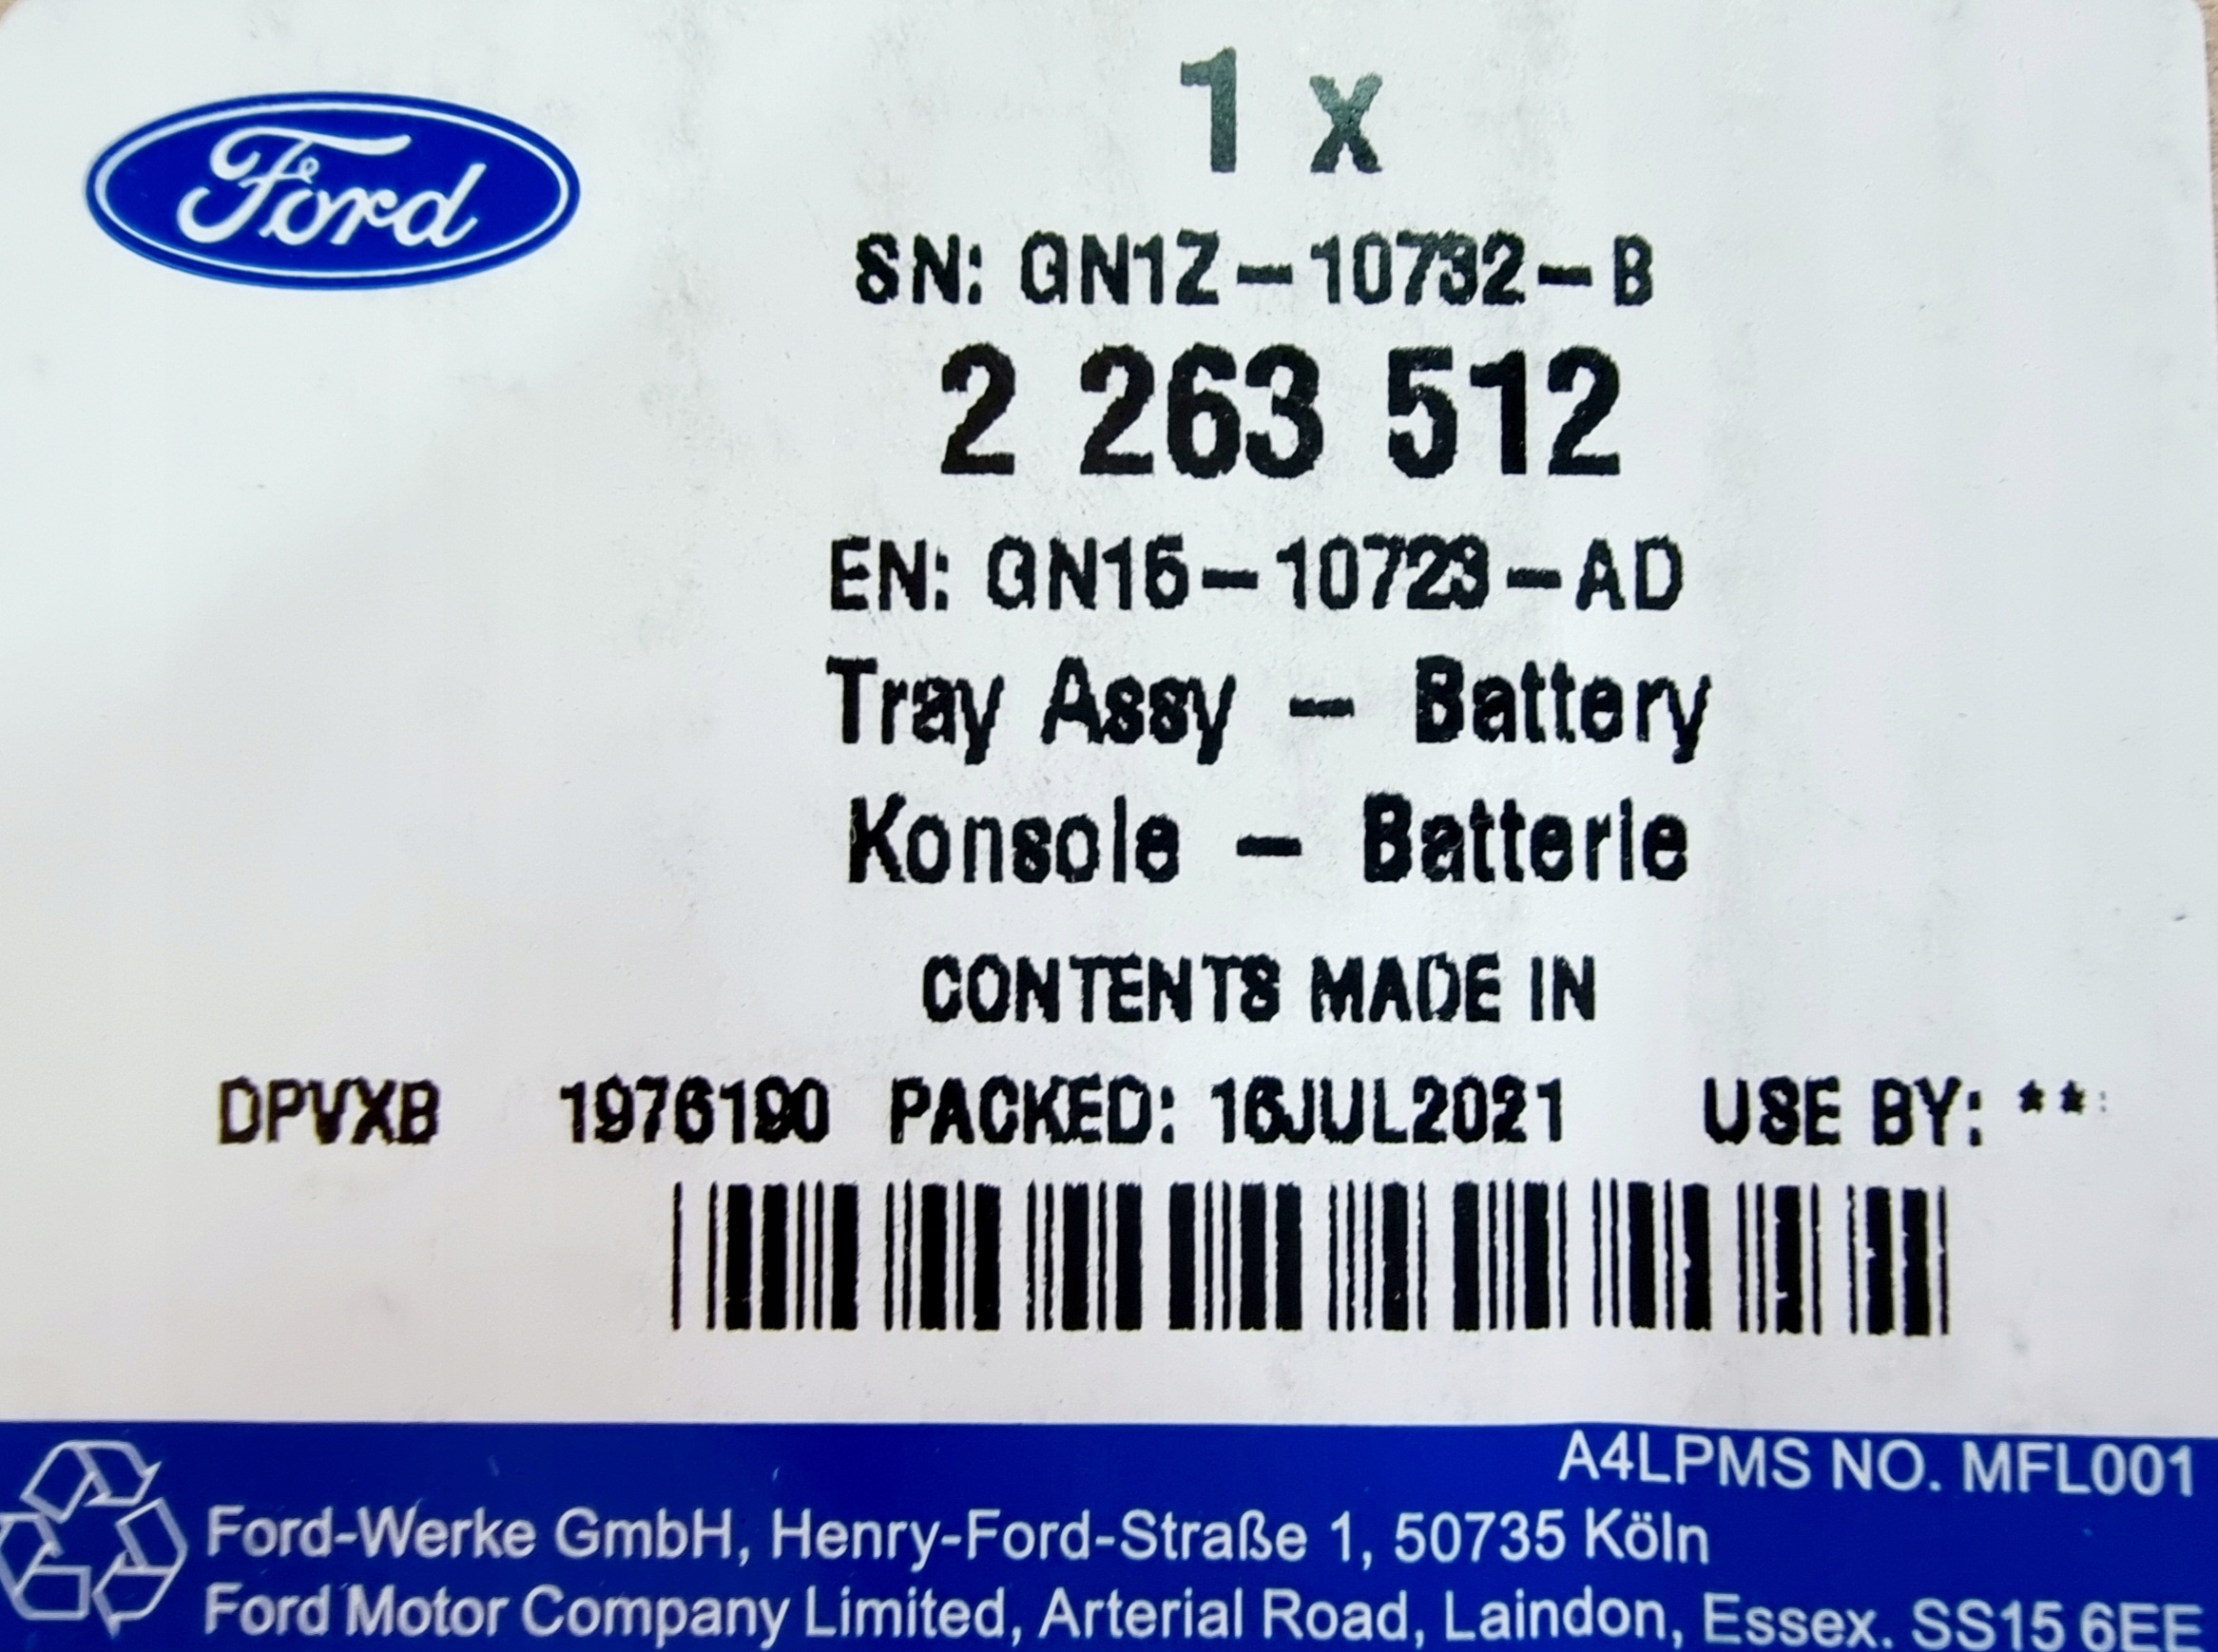 Ford
1 x
SN: GN1Z-10732-B
2 263 512
EN: GN15-10723-AD
Tray Assy - Battery
Konsole - Batterie
CONTENTS MADE IN
DPVXB 1976190 PACKED: 16JUL2021 USE BY: **
A4LPMS NO. MFL001
Ford-Werke GmbH, Henry-Ford-Straße 1, 50735 Köln
Ford Motor Company Limited, Arterial Road, Laindon, Essex. SS15 6EE